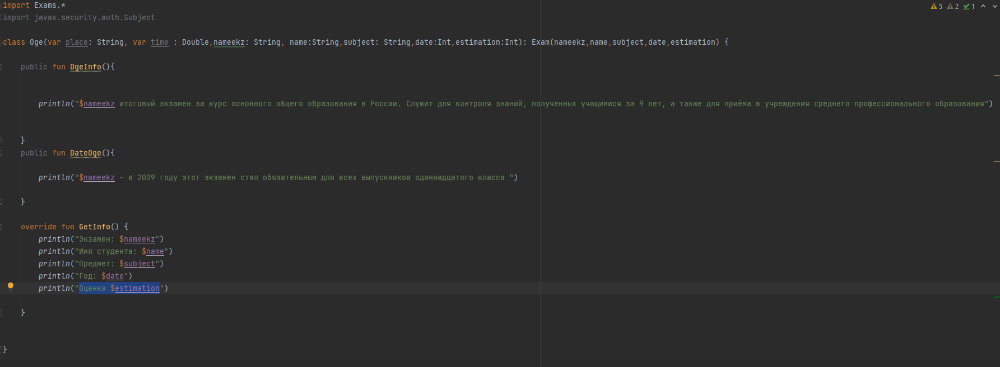 import Exams.*
5 2 1
import javax.security.auth.Subject
class Oge(var place: String, var time : Double,nameekz: String, name:String,subject: String,date:Int,estimation:Int): Exam(nameekz,name,subject,date,estimation) {
public fun OgeInfo(){
println("$nameekz итоговый экзамен за курс основного общего образования в России. Служит для контроля знаний, полученных учащимися за 9 лет, а также для приёма в учреждения среднего профессионального образования")
}
public fun DateOge(){
println("$nameekz - в 2009 году этот экзамен стал обязательным для всех выпускников одиннадцатого класса ")
}
override fun GetInfo() {
println("Экзамен: $nameekz")
println("Имя студента: $name")
println("Предмет: $subject")
println("Год: $date")
println("Оценка $estimation")
}
}